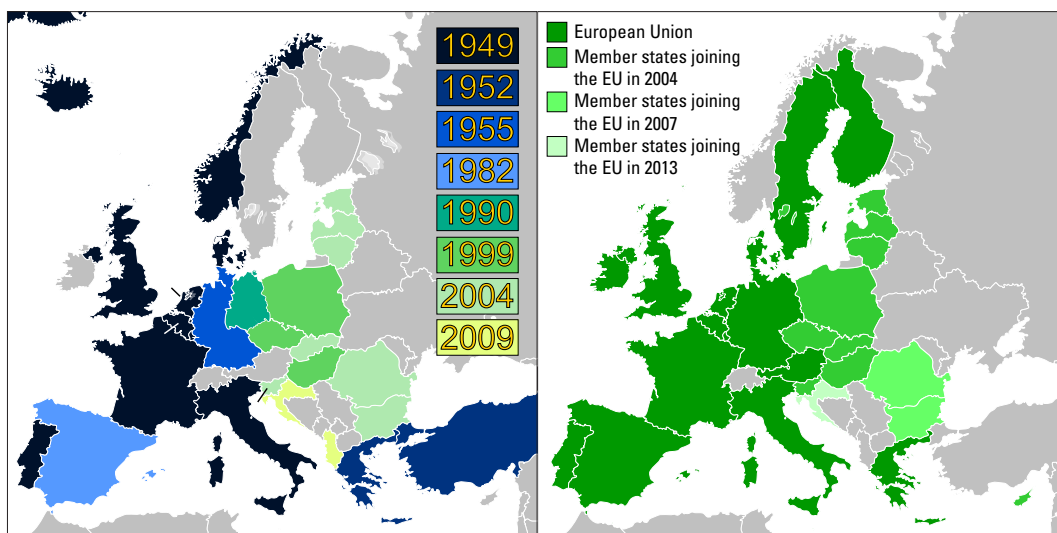 1949
1952
1955
1982
1990
1999
2004
2009
European Union
Member states joining
the EU in 2004
Member states joining
the EU in 2007
Member states joining
the EU in 2013